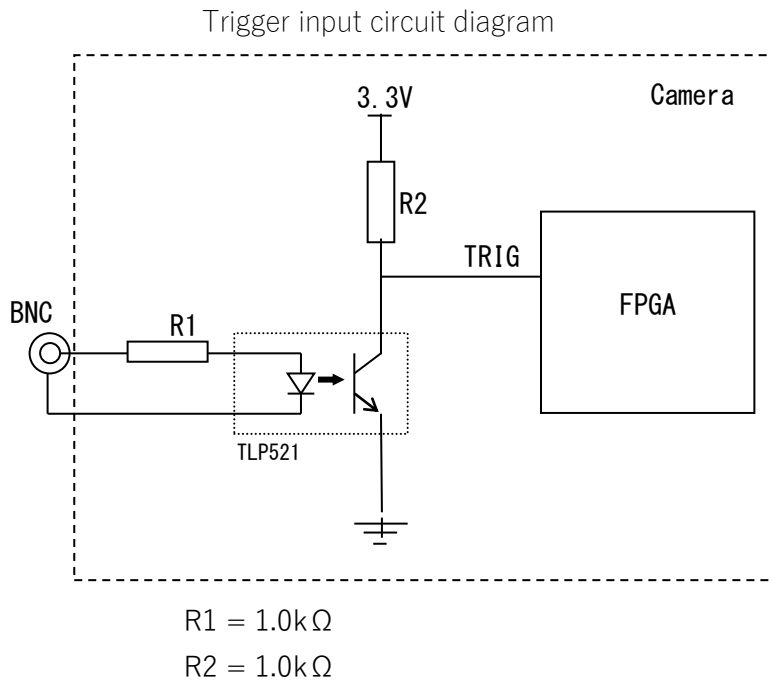 Trigger input circuit diagram
3.3V
Camera
R2
TRIG
FPGA
BNC
R1
TLP521
R1 = 1.0kΩ
R2 = 1.0kΩ